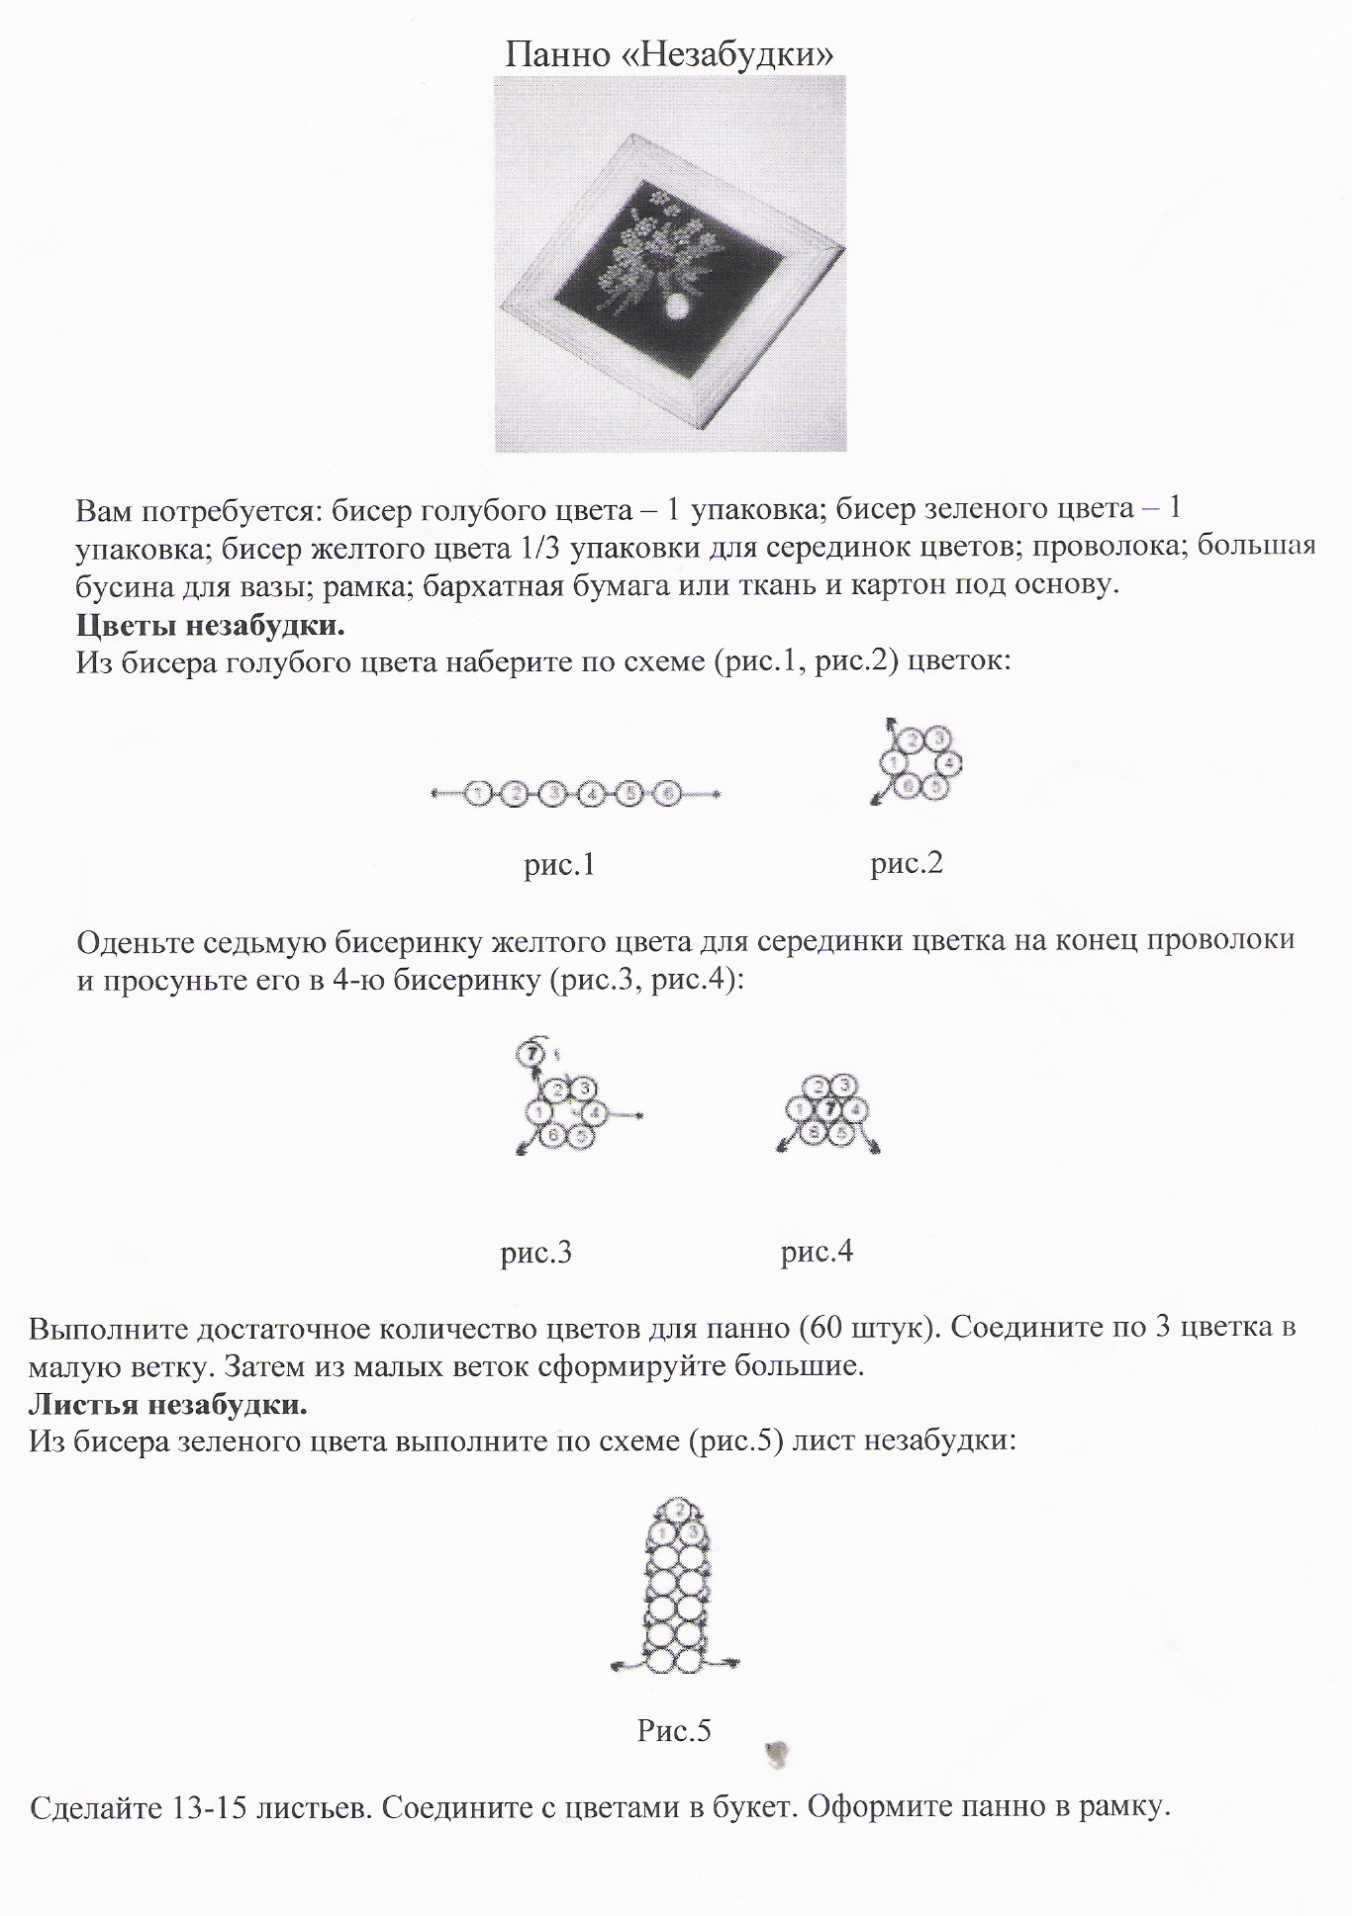 Панно «Незабудки»
Вам потребуется: бисер голубого цвета – 1 упаковка; бисер зеленого цвета – 1
упаковка; бисер желтого цвета 1/3 упаковки для серединок цветов; проволока; большая
бусина для вазы; рамка; бархатная бумага или ткань и картон под основу.
Цветы незабудки.
Из бисера голубого цвета наберите по схеме (рис.1, рис.2) цветок:
1 2 3 4 5 6
2 3
1 4
6 5
рис.1 рис.2
Оденьте седьмую бисеринку желтого цвета для серединки цветка на конец проволоки
и просуньте его в 4-ю бисеринку (рис.3, рис.4):
7
2 3
1 4
6 5
2 3
1 7 4
6 5
рис.3 рис.4
Выполните достаточное количество цветов для панно (60 штук). Соедините по 3 цветка в
малую ветку. Затем из малых веток сформируйте большие.
Листья незабудки.
Из бисера зеленого цвета выполните по схеме (рис.5) лист незабудки:
2
1 3
Рис.5
Сделайте 13-15 листьев. Соедините с цветами в букет. Оформите панно в рамку.